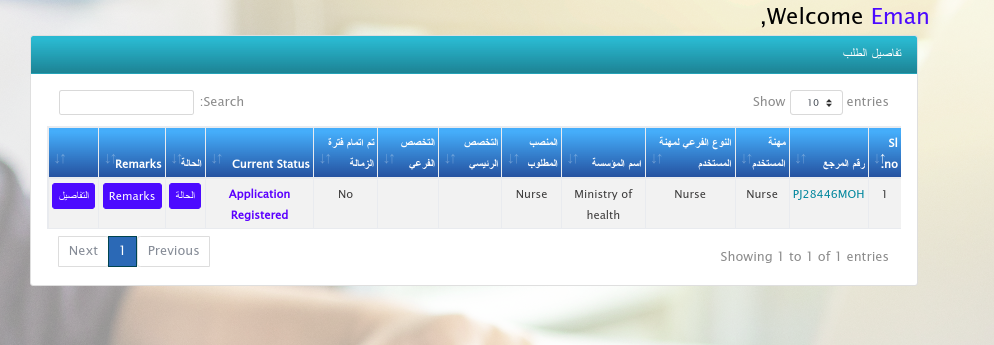 Welcome Eman,
تفاصيل الطلب
Show 10 entries
Search:
Sl no
رقم المرجع
مهنة المستخدم
النوع الفرعي لمهنة المستخدم
اسم المؤسسة
المنصب المطلوب
التخصص الرئيسي
التخصص الفرعي
تم اتمام فترة الزمالة
Current Status
الحالة
Remarks
1
PJ28446MOH
Nurse
Nurse
Ministry of health
Nurse
No
Application Registered
الحالة
Remarks
التفاصيل
Showing 1 to 1 of 1 entries
Previous
1
Next